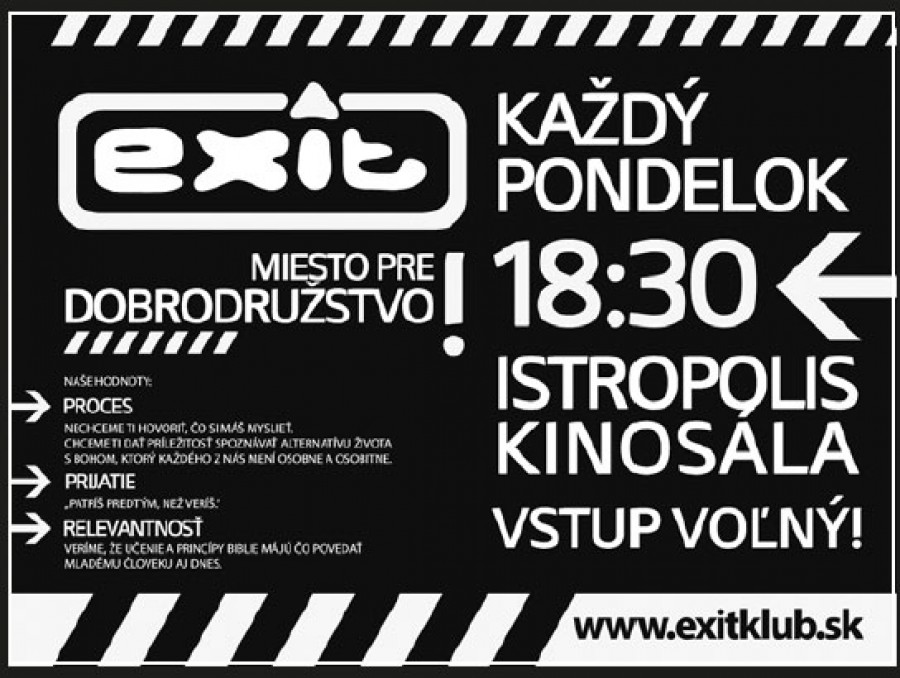 exit
MIESTO PRE
DOBRODRUŽSTVO!
NAŠE HODNOTY:
PROCES
NECHCEME TI HOVORIŤ, ČO SI MÁŠ MYSLIEŤ.
CHCEME TI DAŤ PRÍLEŽITOSŤ SPOZNÁVAŤ ALTERNATÍVU ŽIVOTA
S BOHOM, KTORÝ KAŽDÉHO Z NÁS MENÍ OSOBNE A OSOBITNE.
PRIJATIE
„PATRÍŠ PREDTÝM, NEŽ VERÍŠ.“
RELEVANTNOSŤ
VERÍME, ŽE UČENIE A PRINCÍPY BIBLIE MÁJÚ ČO POVEDAŤ
MLADÉMU ČLOVEKU AJ DNES.
KAŽDÝ
PONDELOK
18:30
ISTROPOLIS
KINOSÁLA
VSTUP VOĽNÝ!
www.exitklub.sk